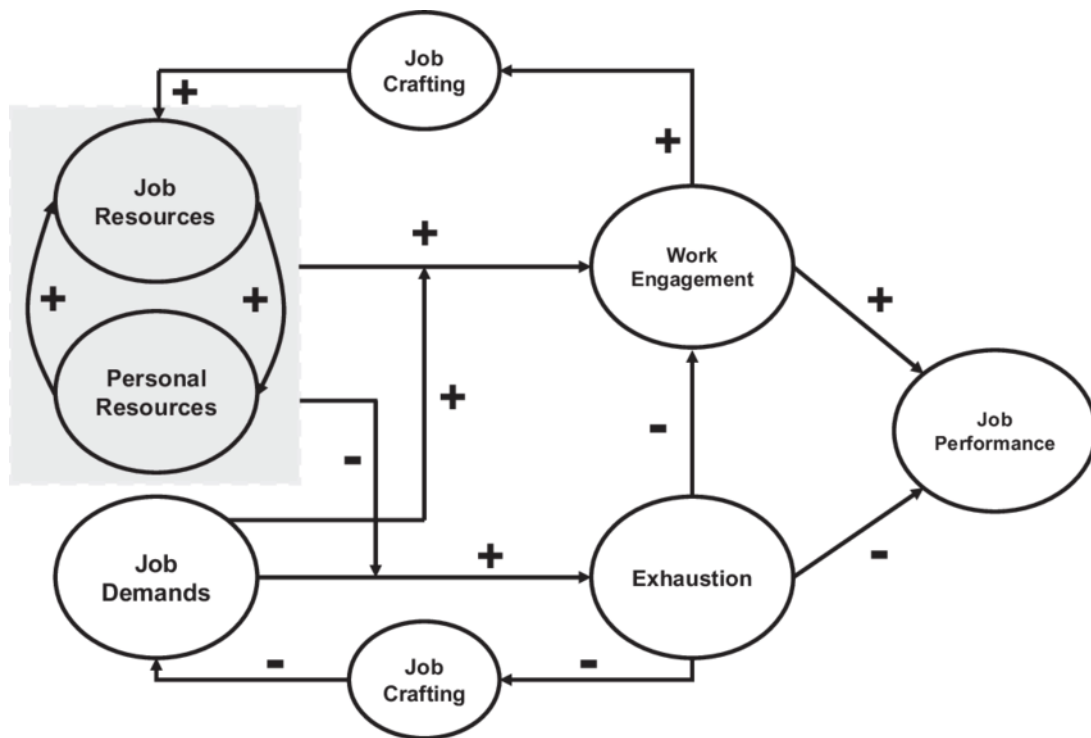 Job
Crafting
+
+
Job
Resources
+
Work
Engagement
+
+
+
Personal
Resources
+
-
-
Job
Performance
Job
Demands
+
Exhaustion
-
-
Job
Crafting
-